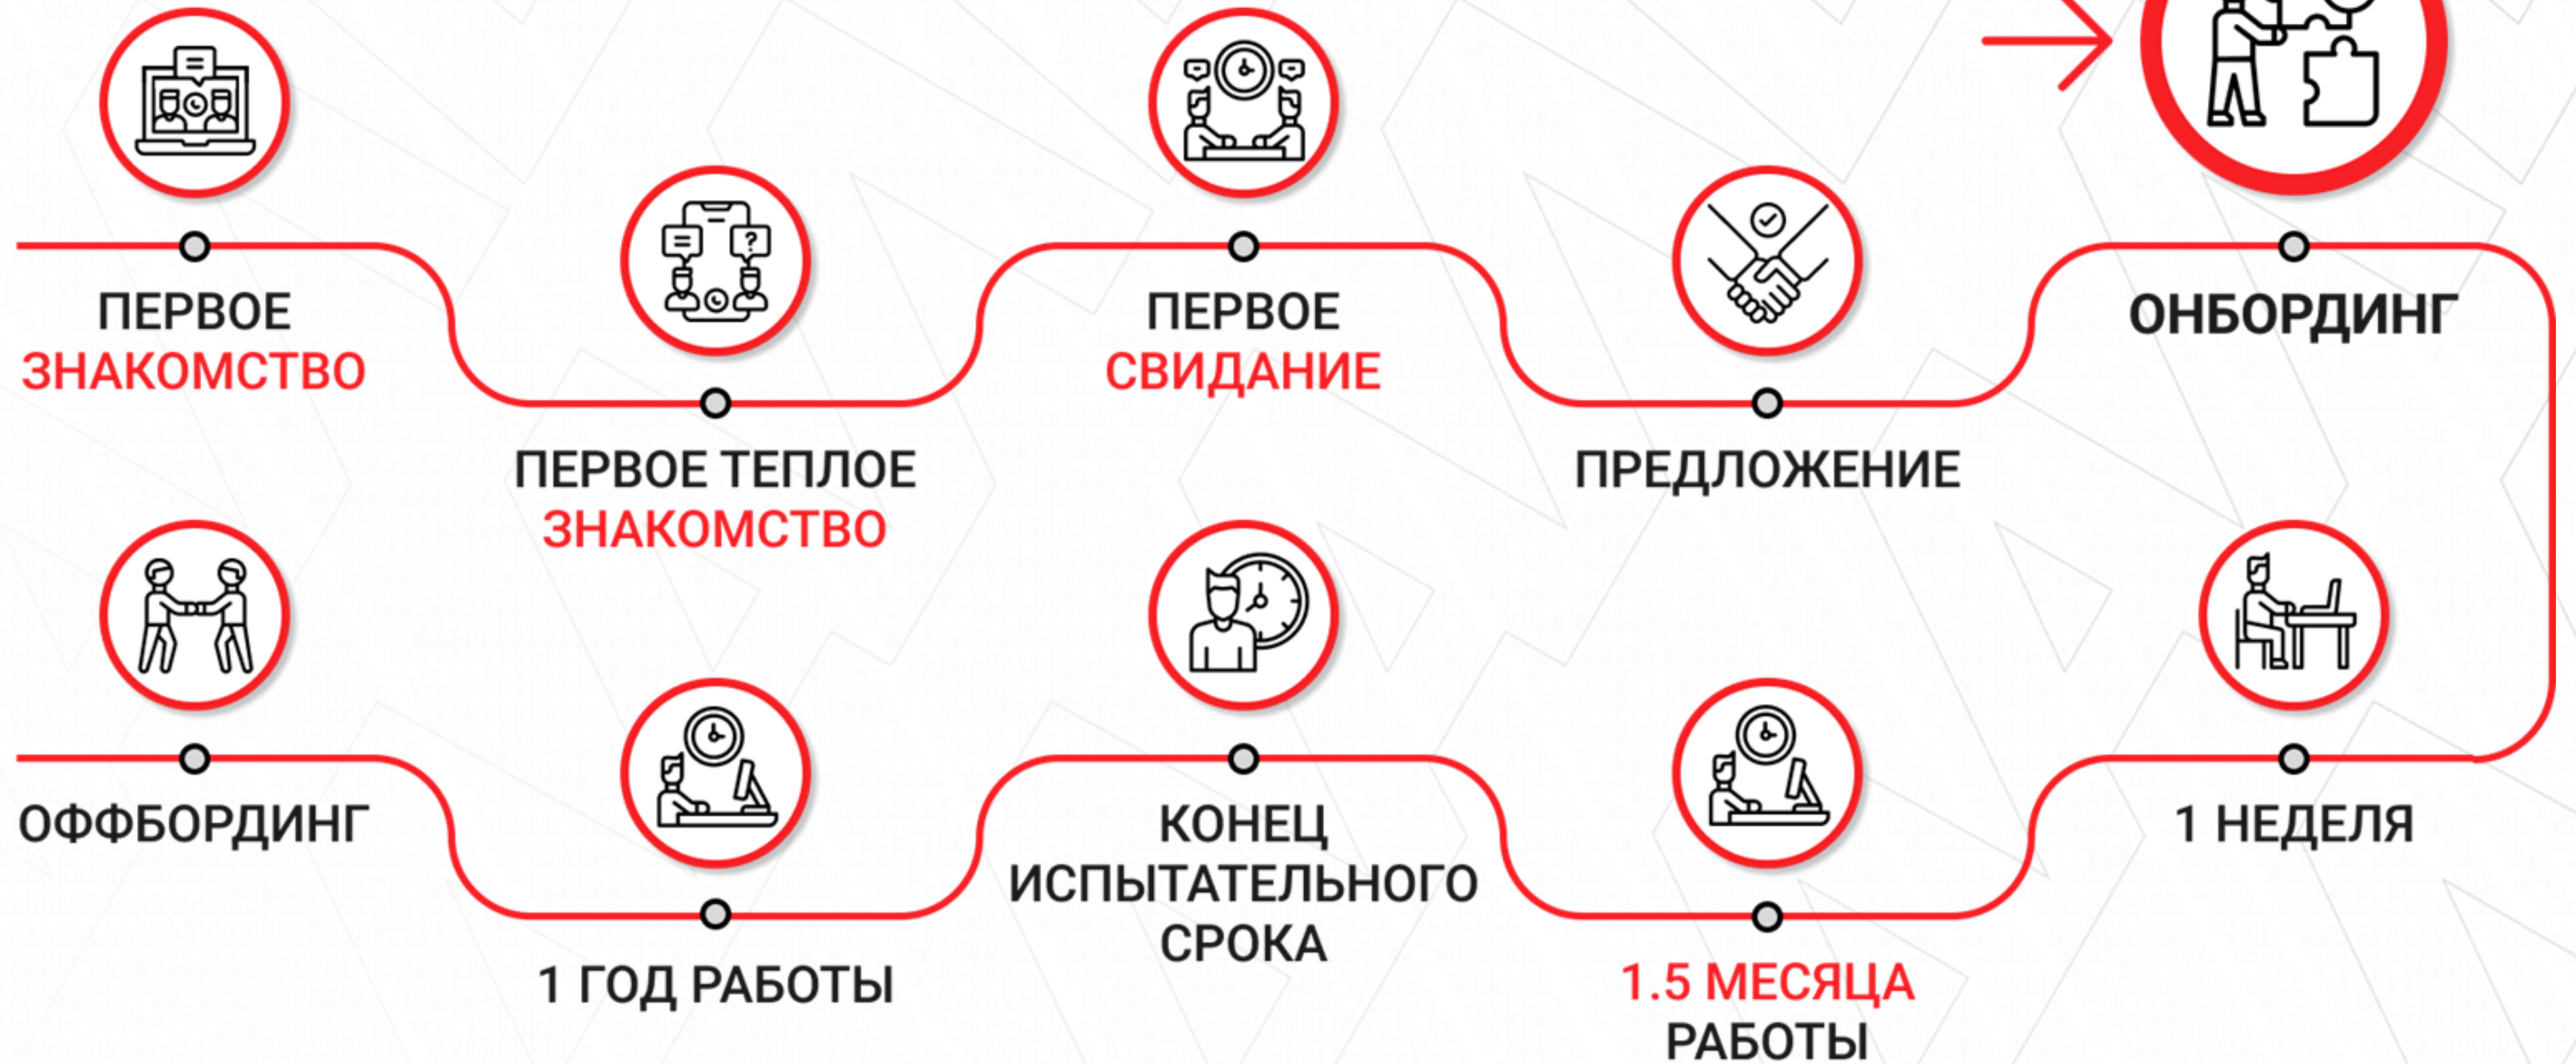 ПЕРВОЕ
ЗНАКОМСТВО
ПЕРВОЕ ТЕПЛОЕ
ЗНАКОМСТВО
ПЕРВОЕ
СВИДАНИЕ
ПРЕДЛОЖЕНИЕ
ОНБОРДИНГ
1 НЕДЕЛЯ
1.5 МЕСЯЦА
РАБОТЫ
КОНЕЦ
ИСПЫТАТЕЛЬНОГО
СРОКА
1 ГОД РАБОТЫ
ОФФБОРДИНГ